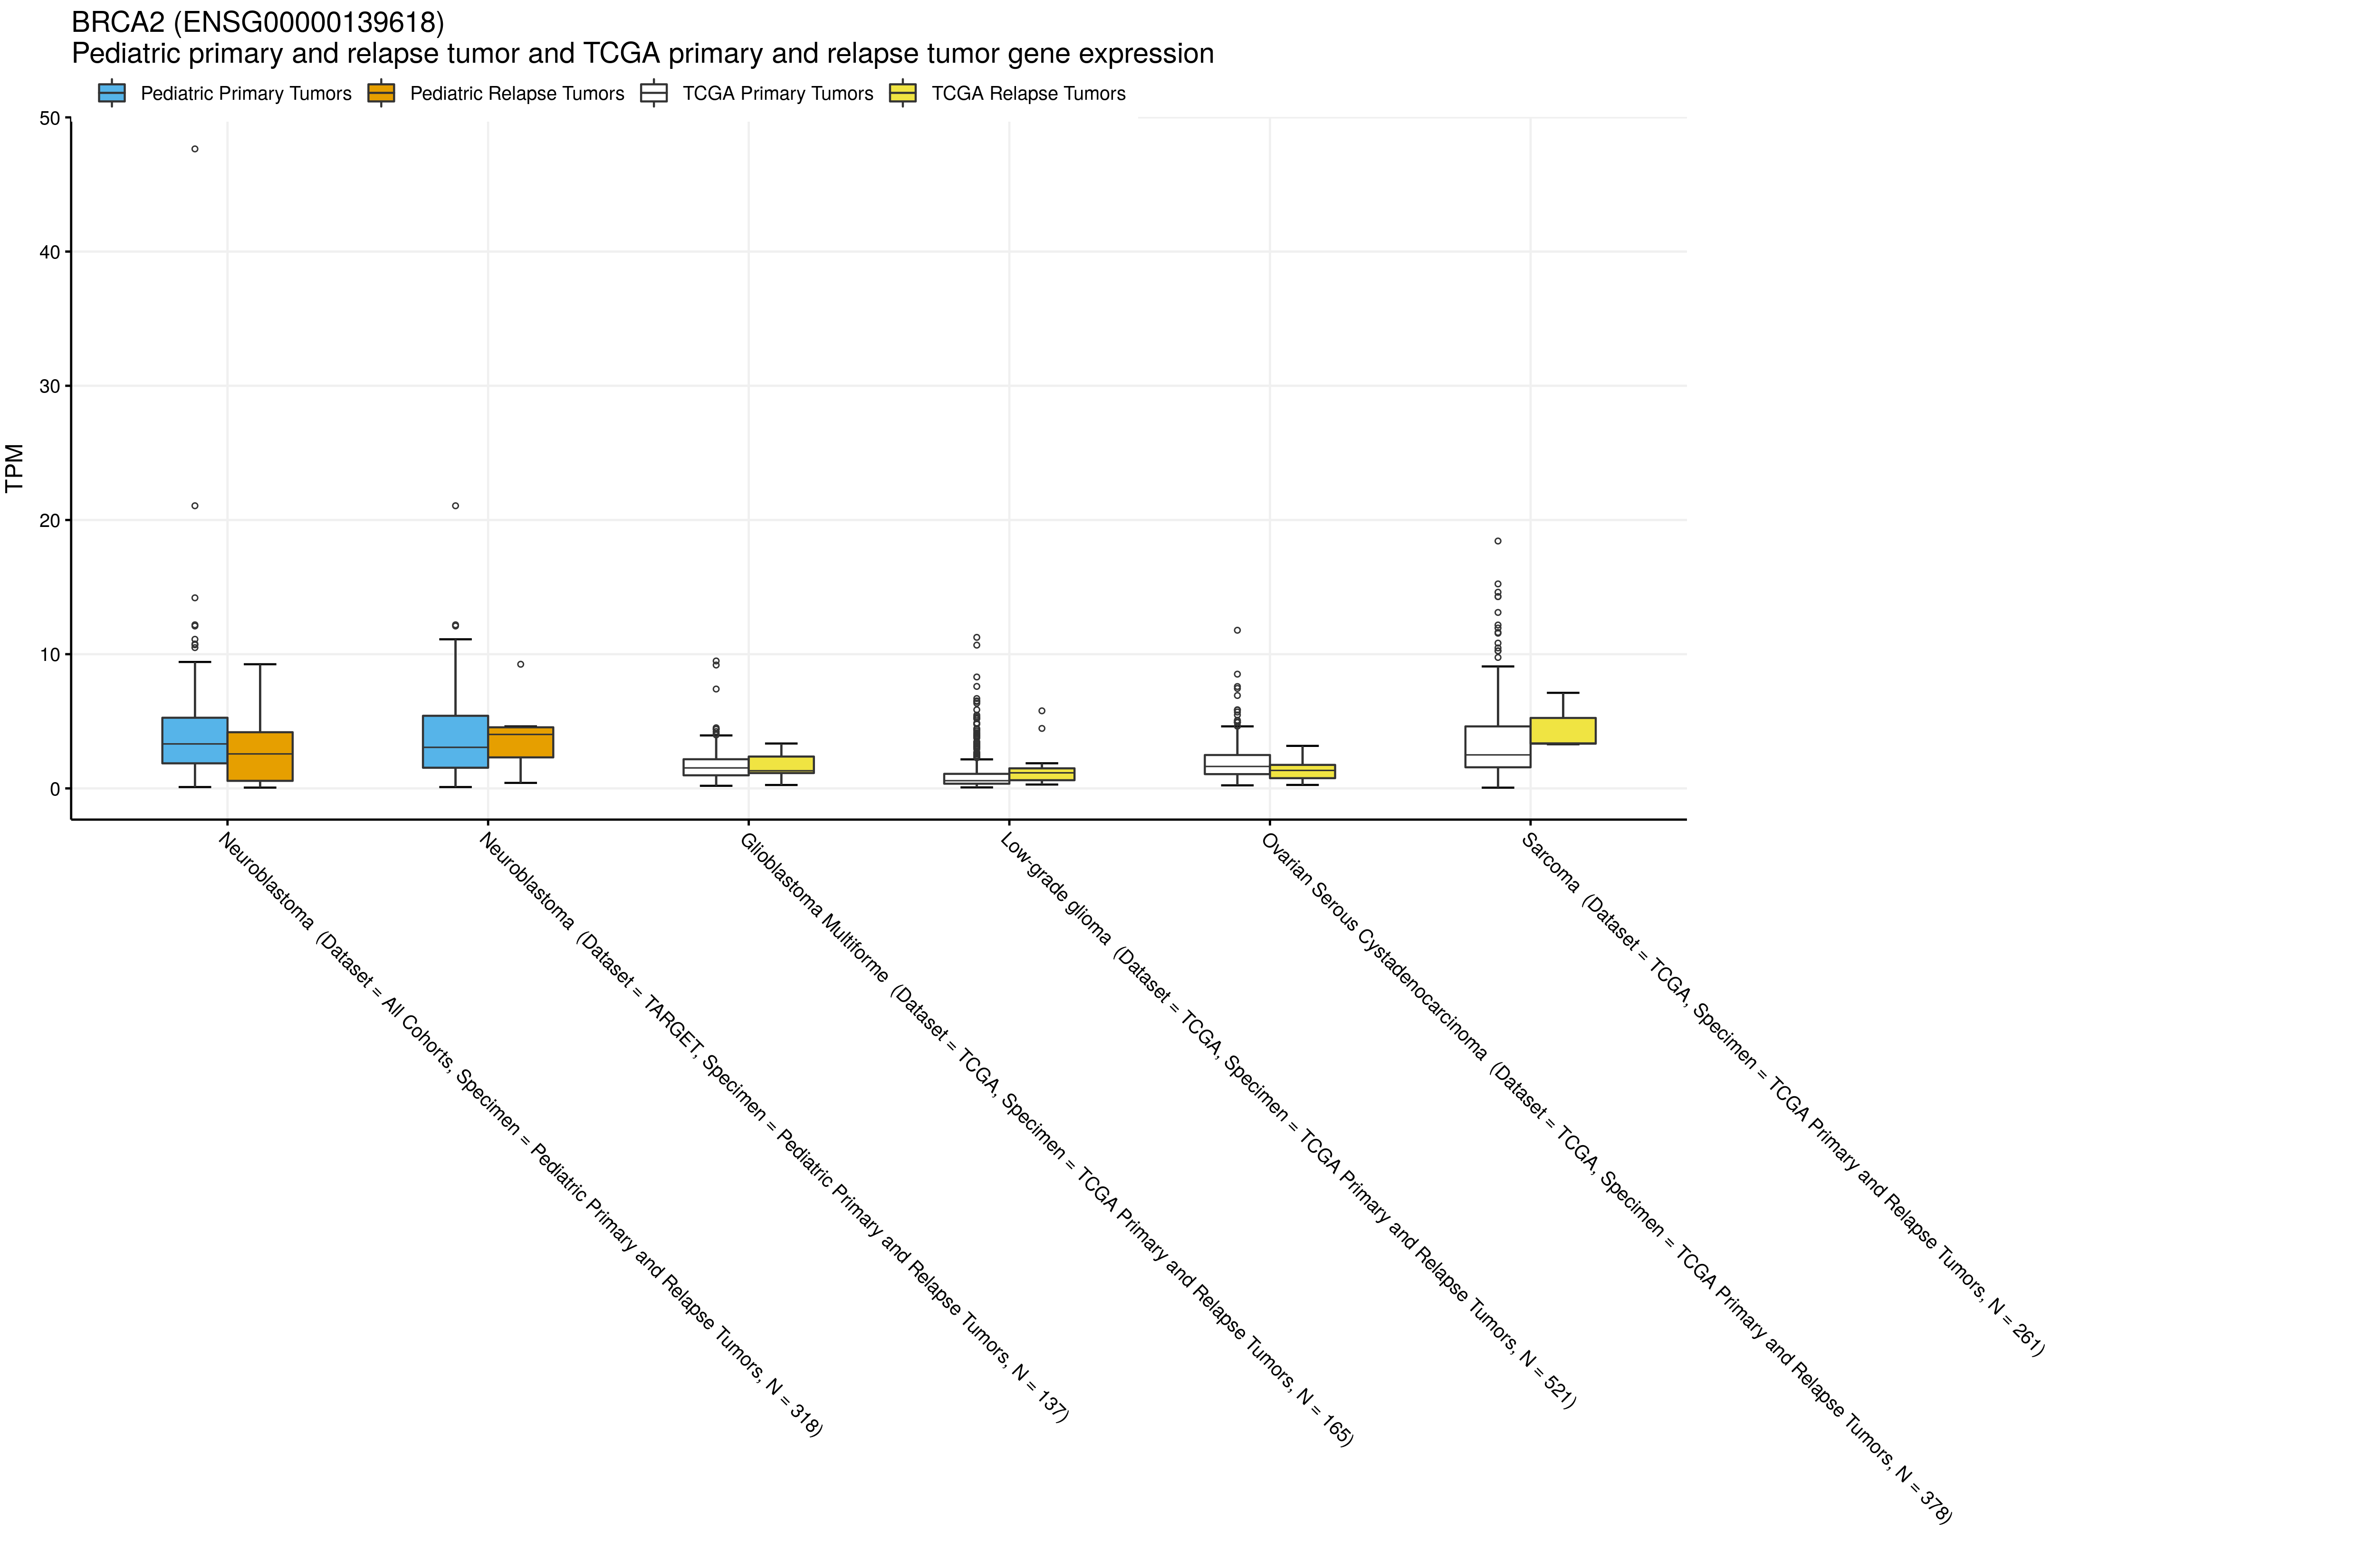 BRCA2 (ENSG00000139618)
Pediatric primary and relapse tumor and TCGA primary and relapse tumor gene expression
Pediatric Primary Tumors
Pediatric Relapse Tumors
TCGA Primary Tumors
TCGA Relapse Tumors
TPM
50
40
30
20
10
0
Neuroblastoma (Dataset = All Cohorts, Specimen = Pediatric Primary and Relapse Tumors, N = 318)
Neuroblastoma (Dataset = TARGET, Specimen = Pediatric Primary and Relapse Tumors, N = 137)
Glioblastoma Multiforme (Dataset = TCGA, Specimen = TCGA Primary and Relapse Tumors, N = 165)
Low-grade glioma (Dataset = TCGA, Specimen = TCGA Primary and Relapse Tumors, N = 521)
Ovarian Serous Cystadenocarcinoma (Dataset = TCGA, Specimen = TCGA Primary and Relapse Tumors, N = 378)
Sarcoma (Dataset = TCGA, Specimen = TCGA Primary and Relapse Tumors, N = 261)